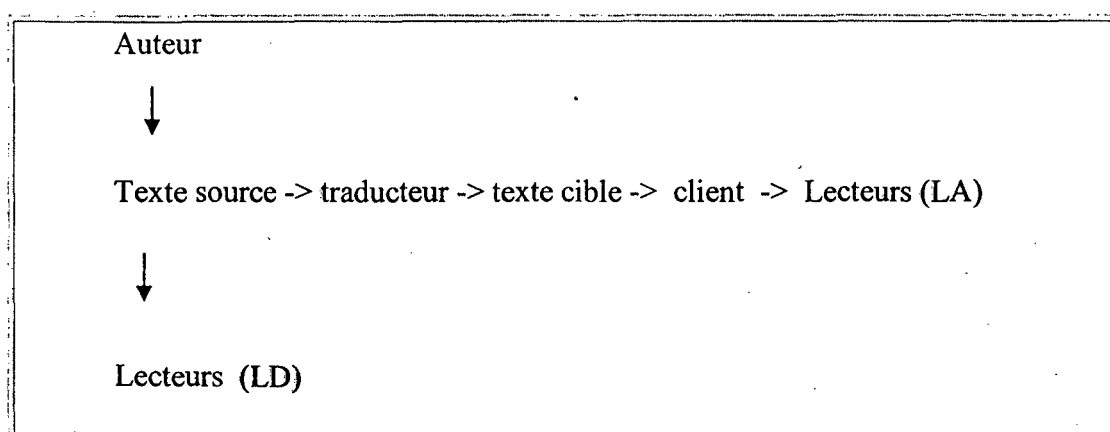 Auteur
Texte source -> traducteur -> texte cible -> client -> Lecteurs (LA)
Lecteurs (LD)